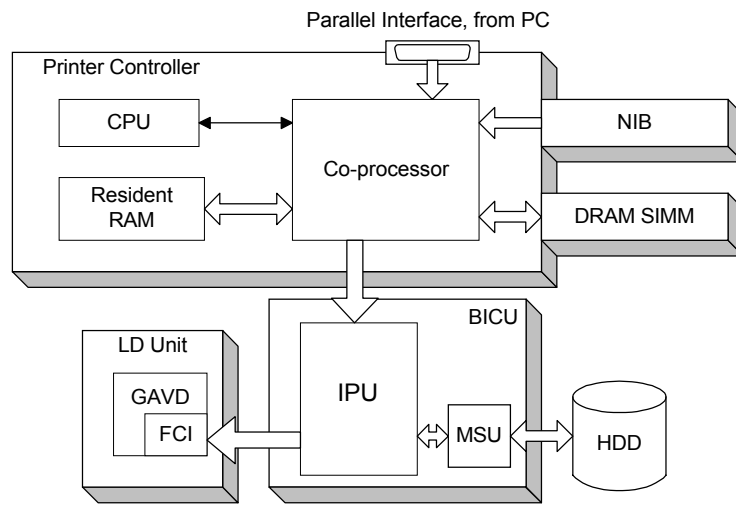 Parallel Interface, from PC
Printer Controller
CPU
NIB
Co-processor
Resident
RAM
DRAM SIMM
BICU
LD Unit
GAVD
IPU
FCI
MSU
HDD